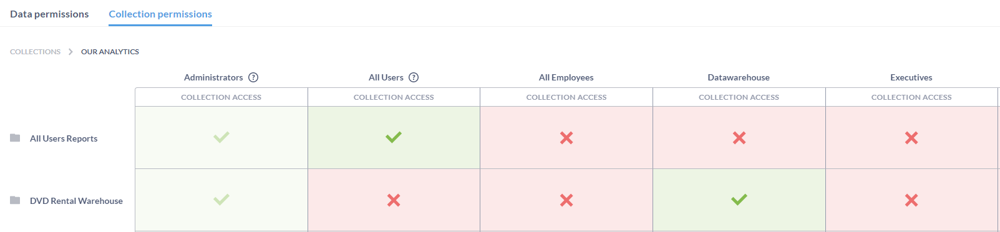 Data permissions Collection permissions
COLLECTIONS > OUR ANALYTICS
Administrators ? All Users ? All Employees Datawarehouse Executives
COLLECTION ACCESS COLLECTION ACCESS COLLECTION ACCESS COLLECTION ACCESS COLLECTION ACCESS
All Users Reports
DVD Rental Warehouse